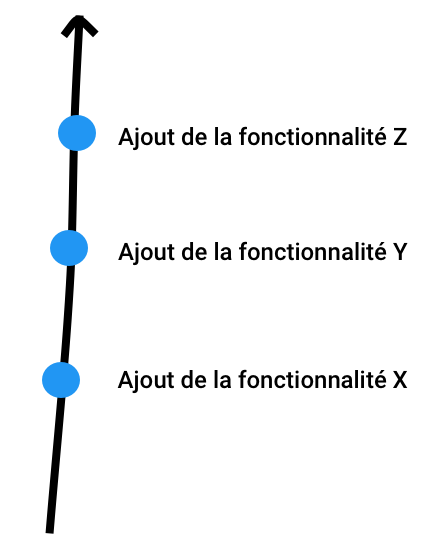 Ajout de la fonctionnalité Z
Ajout de la fonctionnalité Y
Ajout de la fonctionnalité X